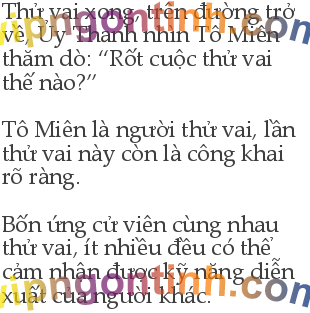 Thử vai xong, trên đường trở
về, Ủy Thanh nhìn Tô Miên
thăm dò: “Rốt cuộc thử vai
thế nào?”
Tô Miên là người thử vai, lần
thử vai này còn là công khai
rõ ràng.
Bốn ứng cử viên cùng nhau
thử vai, ít nhiều đều có thể
cảm nhận được kỹ năng diễn
xuất của người khác.
vipngontinh.com
vipngontinh.com